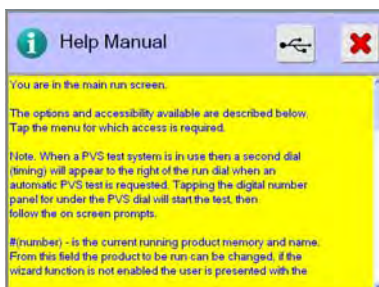 Help Manual
You are in the main run screen.
The options and accessibility available are described below.
Tap the menu for which access is required.
Note. When a PVS test system is in use then a second dial
(timing) will appear to the right of the run dial when an
automatic PVS test is requested. Tapping the digital number
panel for under the PVS dial will start the test, then
follow the on screen prompts.
#(number) - is the current running product memory and name.
From this field the product to be run can be changed, if the
wizard function is not enabled the user is presented with the